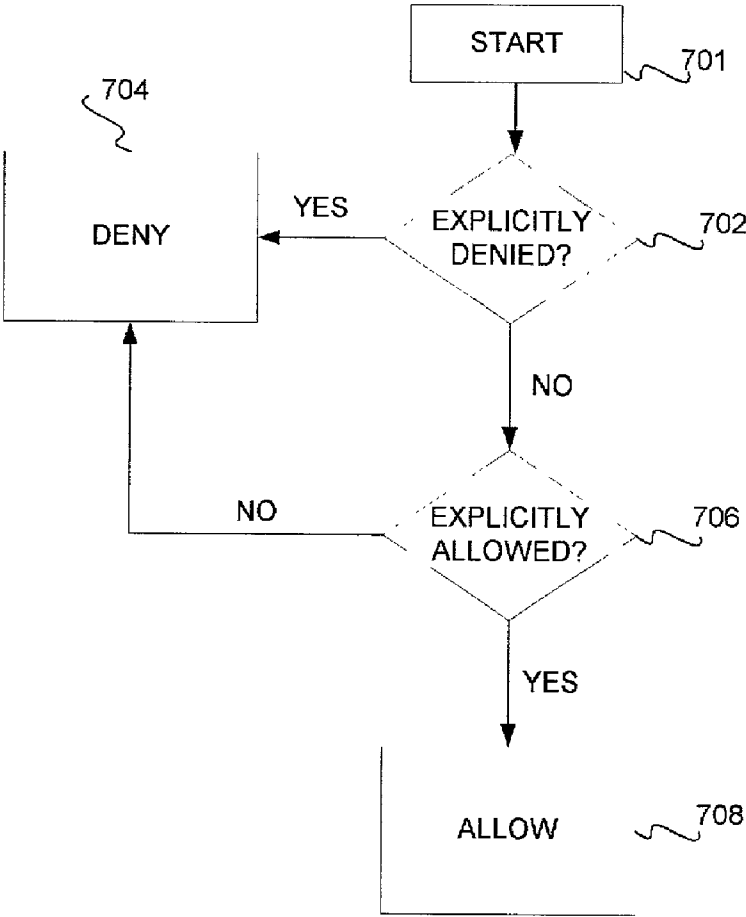 START
701
704
YES
EXPLICITLY
DENIED?
702
DENY
NO
NO
EXPLICITLY
ALLOWED?
706
YES
ALLOW
708